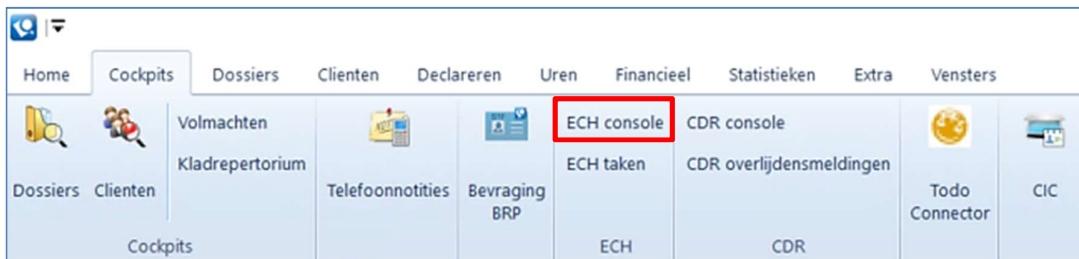 Home Cockpits Dossiers Clienten Declareren Uren Financieel Statistieken Extra Vensters
Volmachten ECH console CDR console
Kladrepertorium ECH taken CDR overlijdensmeldingen
Dossiers Clienten Telefoonnotities Bevraging BRP Todo Connector CIC
Cockpits ECH CDR